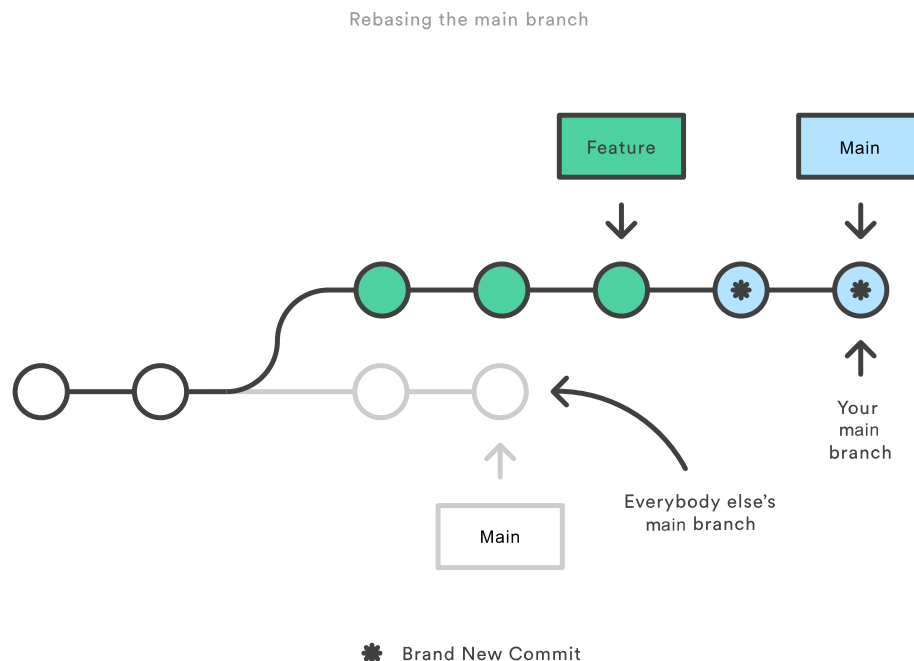 Rebasing the main branch
Feature
Main
Your
main
branch
Everybody else’s
main branch
Main
Brand New Commit